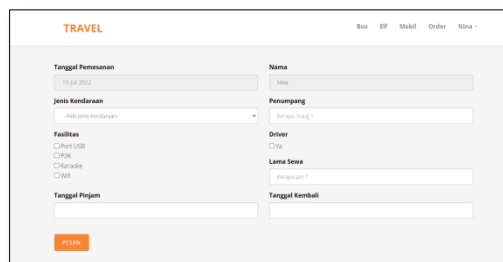 TRAVEL
Bus Elf Mobil Order Nina
Tanggal Pemesanan
15-Jul-2022
Nama
Nina
Jenis Kendaraan
--Pilih Jenis Kendaraan-
Penumpang
Berapa orang ?
Fasilitas
Port USB
P3K
Karaoke
Wifi
Driver
Ya
Lama Sewa
Berapa jam ?
Tanggal Pinjam
Tanggal Kembali
PESAN